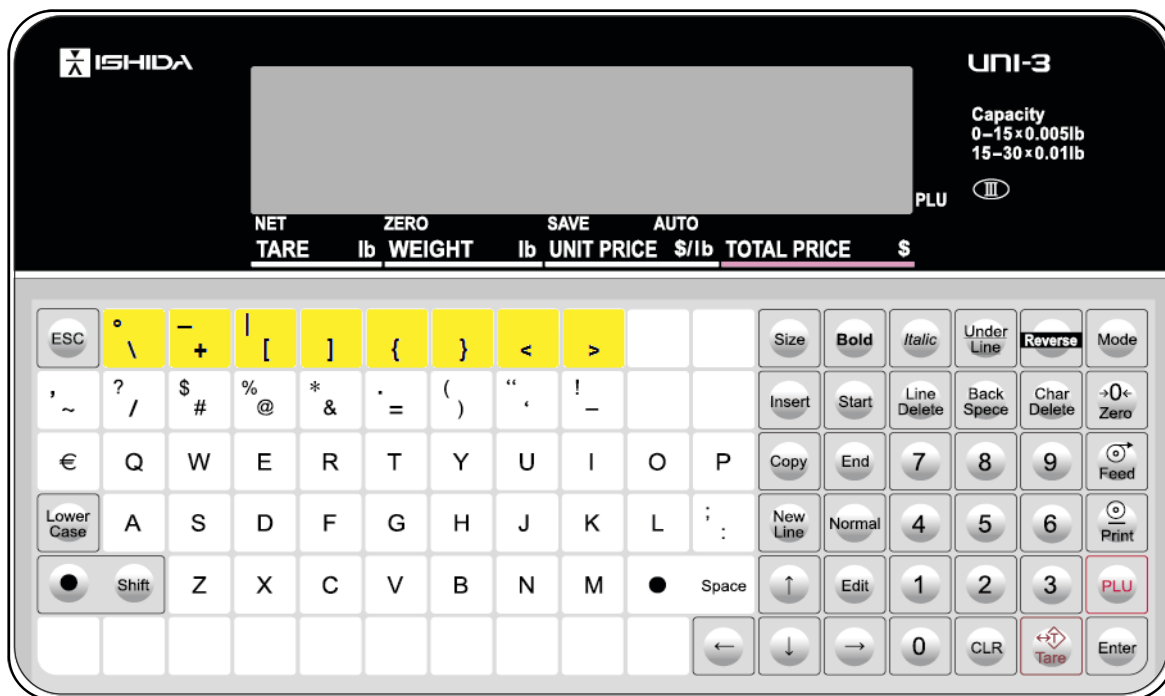 ISHIDA
UNI-3
Capacity
0–15×0.005lb
15–30×0.01lb
III
PLU
NET ZERO SAVE AUTO
TARE lb WEIGHT lb UNIT PRICE $/lb TOTAL PRICE $
ESC ° \ – + | [ ] { } < > Size Bold Italic Under Line Reverse Mode
, ~ ? / $ # % @ * & . = ( ) “ ‘ ! – Insert Start Line Delete Back Spece Char Delete →0← Zero
€ Q W E R T Y U I O P Copy End 7 8 9 Feed
Lower Case A S D F G H J K L ; : New Line Normal 4 5 6 Print
● Shift Z X C V B N M ● Space ↑ Edit 1 2 3 PLU
← ↓ → 0 CLR ↔T Tare Enter